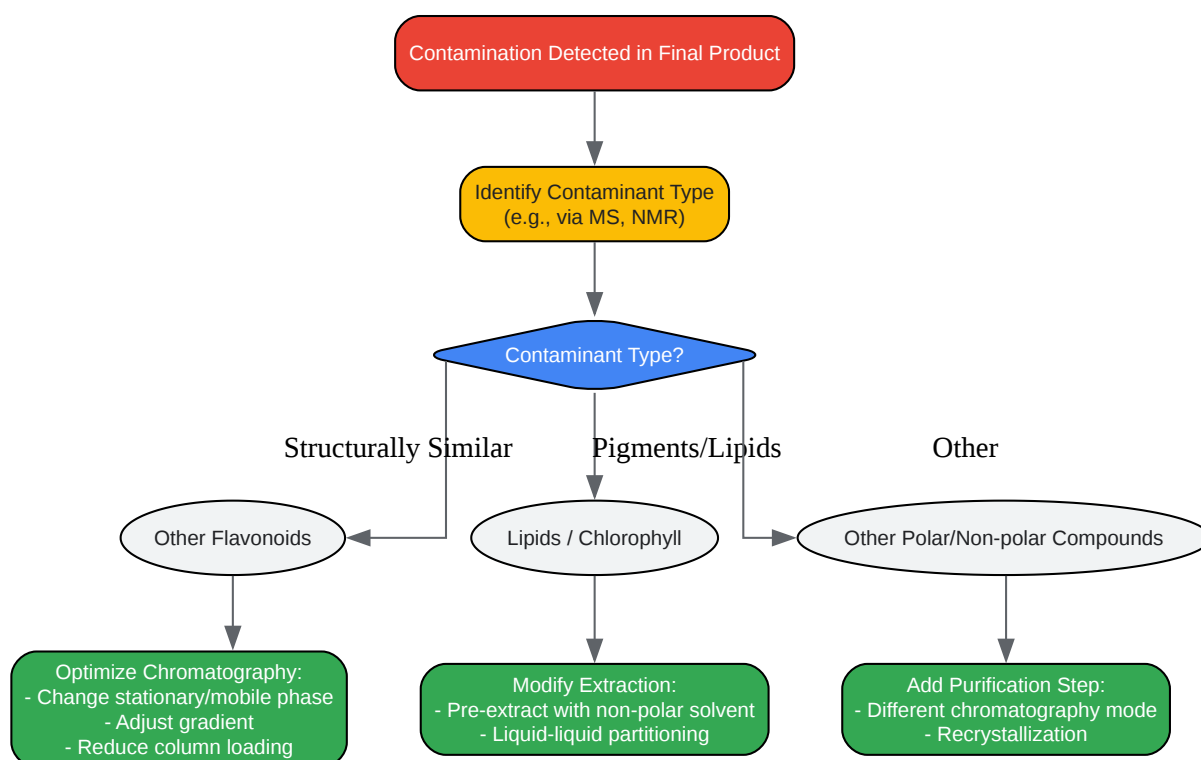 Contamination Detected in Final Product
Identify Contaminant Type
(e.g., via MS, NMR)
Contaminant Type?
Structurally Similar
Pigments/Lipids
Other
Other Flavonoids
Lipids / Chlorophyll
Other Polar/Non-polar Compounds
Optimize Chromatography:
- Change stationary/mobile phase
- Adjust gradient
- Reduce column loading
Modify Extraction:
- Pre-extract with non-polar solvent
- Liquid-liquid partitioning
Add Purification Step:
- Different chromatography mode
- Recrystallization